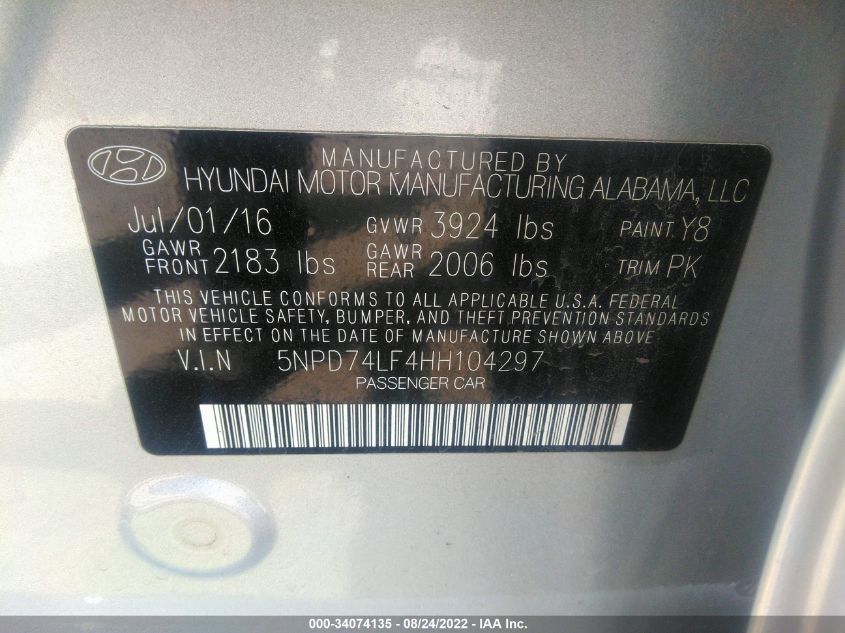 MANUFACTURED BY
HYUNDAI MOTOR MANUFACTURING ALABAMA, LLC
Jul/01/16 GVWR 3924 lbs PAINT Y8
GAWR FRONT 2183 lbs GAWR REAR 2006 lbs TRIM PK
THIS VEHICLE CONFORMS TO ALL APPLICABLE U.S.A. FEDERAL
MOTOR VEHICLE SAFETY, BUMPER, AND THEFT PREVENTION STANDARDS
IN EFFECT ON THE DATE OF MANUFACTURE SHOWN ABOVE
V.I.N 5NPD74LF4HH104297
PASSENGER CAR
000-34074135 - 08/24/2022 - IAA Inc.